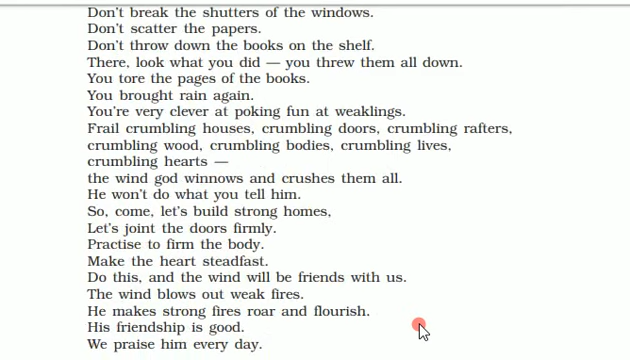 Don't break the shutters of the windows.
Don't scatter the papers.
Don't throw down the books on the shelf.
There, look what you did — you threw them all down.
You tore the pages of the books.
You brought rain again.
You're very clever at poking fun at weaklings.
Frail crumbling houses, crumbling doors, crumbling rafters,
crumbling wood, crumbling bodies, crumbling lives,
crumbling hearts —
the wind god winnows and crushes them all.
He won't do what you tell him.
So, come, let's build strong homes,
Let's joint the doors firmly.
Practise to firm the body.
Make the heart steadfast.
Do this, and the wind will be friends with us.
The wind blows out weak fires.
He makes strong fires roar and flourish.
His friendship is good.
We praise him every day.